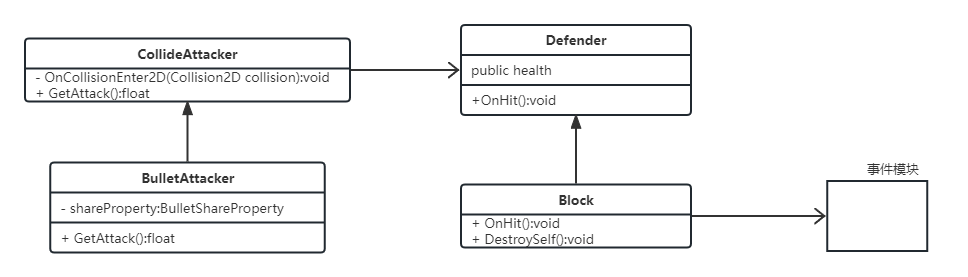 CollideAttacker
- OnCollisionEnter2D(Collision2D collision):void
+ GetAttack():float
Defender
public health
+OnHit():void
BulletAttacker
- shareProperty:BulletShareProperty
+ GetAttack():float
Block
+ OnHit():void
+ DestroySelf():void
事件模块